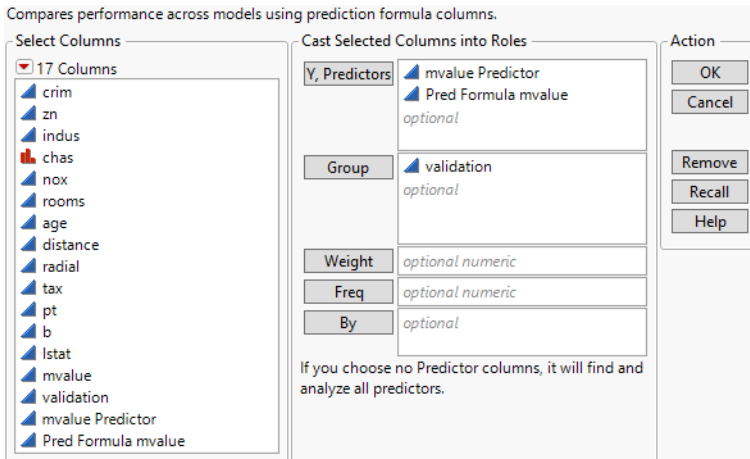 Compares performance across models using prediction formula columns.
Select Columns
17 Columns
crim
zn
indus
chas
nox
rooms
age
distance
radial
tax
pt
b
lstat
mvalue
validation
mvalue Predictor
Pred Formula mvalue
Cast Selected Columns into Roles
Y, Predictors
mvalue Predictor
Pred Formula mvalue
optional
Group
validation
optional
Weight
optional numeric
Freq
optional numeric
By
optional
If you choose no Predictor columns, it will find and
analyze all predictors.
Action
OK
Cancel
Remove
Recall
Help